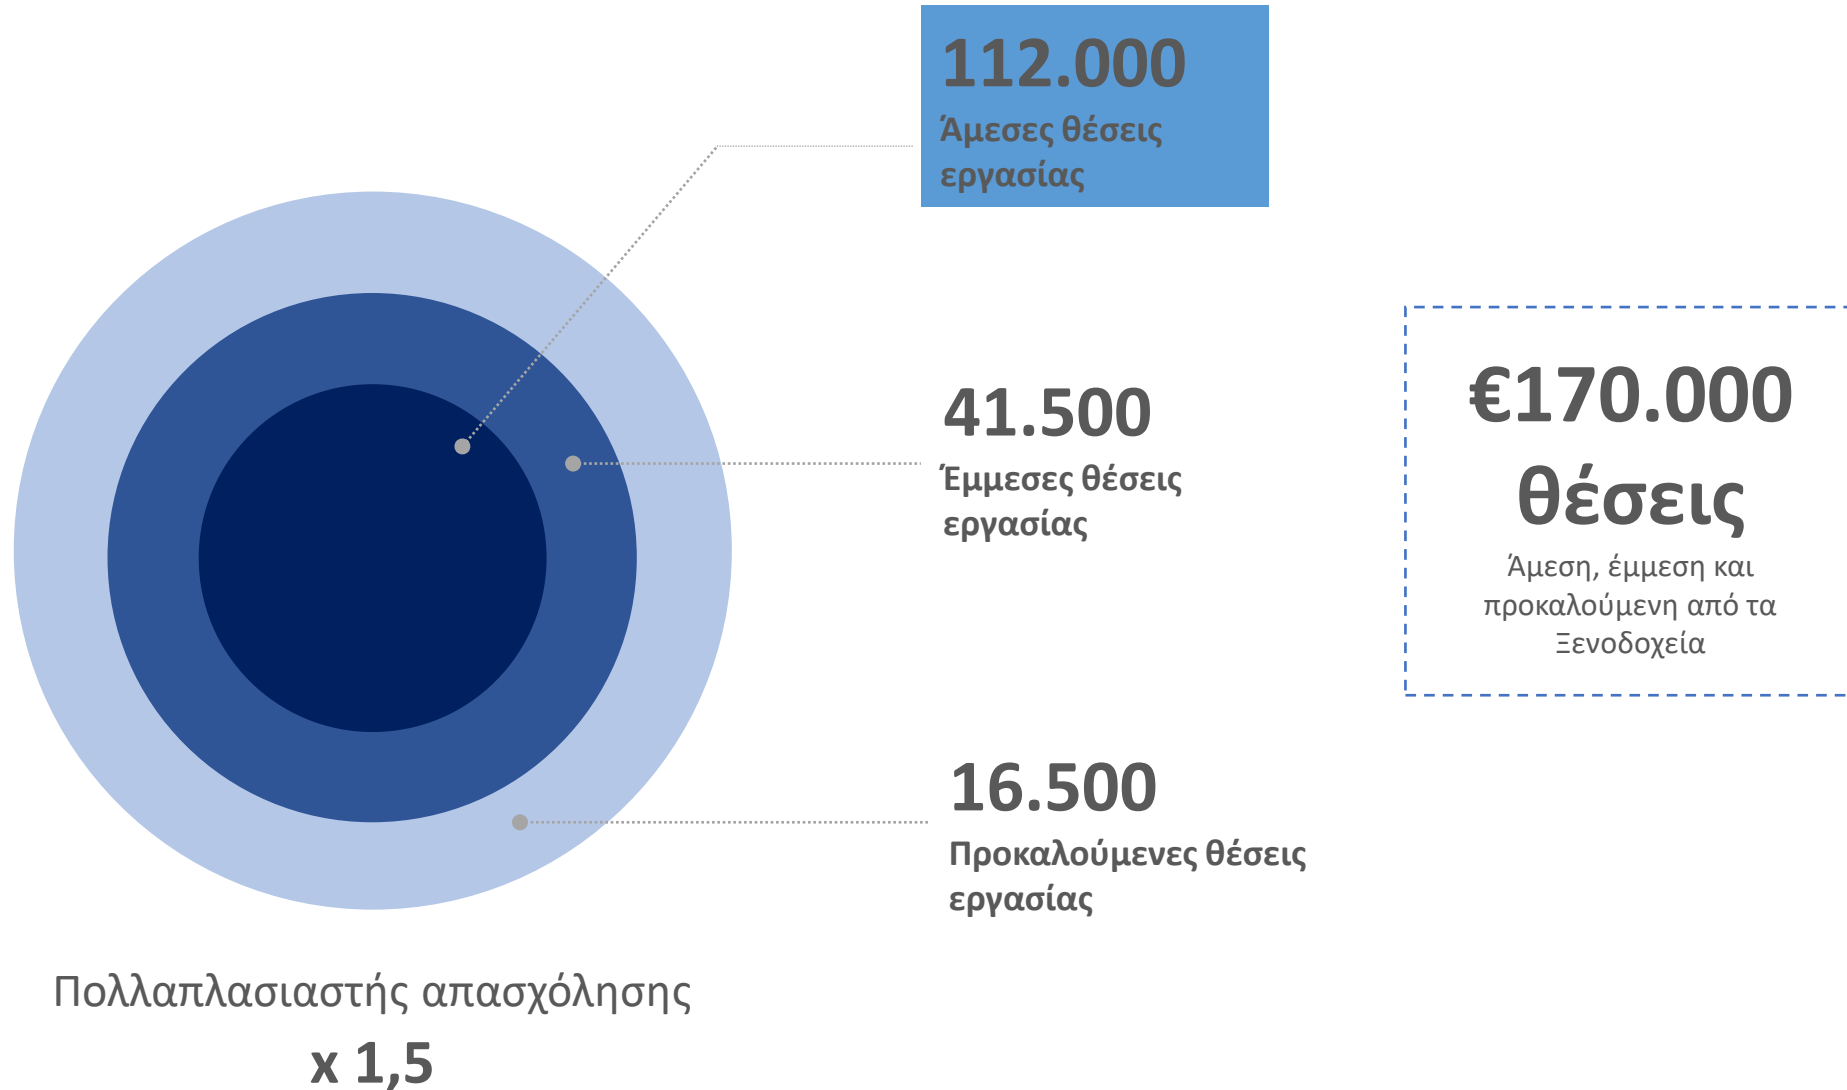 112.000
Άμεσες θέσεις
εργασίας
41.500
Έμμεσες θέσεις
εργασίας
16.500
Προκαλούμενες θέσεις
εργασίας
€170.000
θέσεις
Άμεση, έμμεση και
προκαλούμενη από τα
Ξενοδοχεία
Πολλαπλασιαστής απασχόλησης
x 1,5